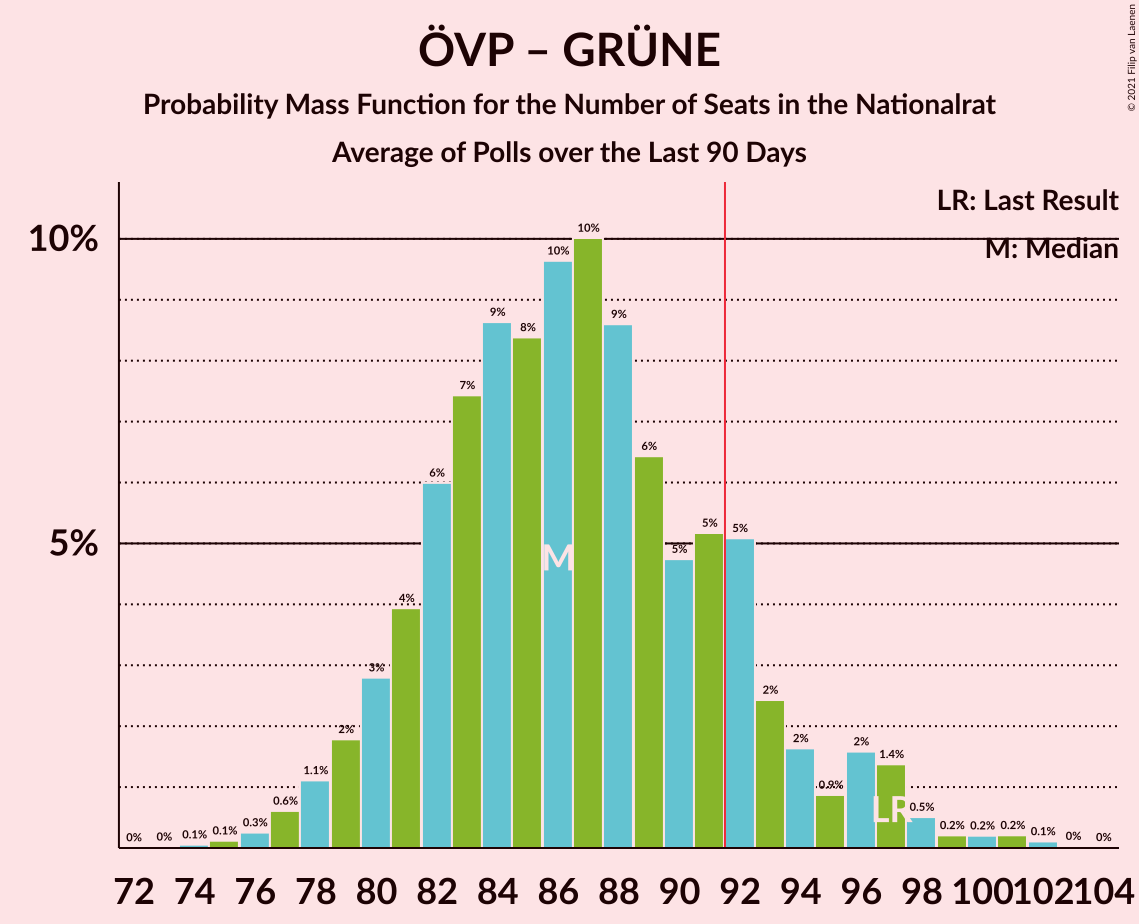 ÖVP – GRÜNE
Probability Mass Function for the Number of Seats in the Nationalrat
Average of Polls over the Last 90 Days
© 2021 Filip van Laenen
LR: Last Result
M: Median
10%
5%
0% 0% 0.1% 0.1% 0.3% 0.6% 1.1% 2% 3% 4% 6% 7% 9% 8% 10% 10% 9% 6% 5% 5% 5% 2% 2% 0.9% 2% 1.4% 0.5% 0.2% 0.2% 0.2% 0.1% 0% 0%
M
LR
72 74 76 78 80 82 84 86 88 90 92 94 96 98 100 102 104